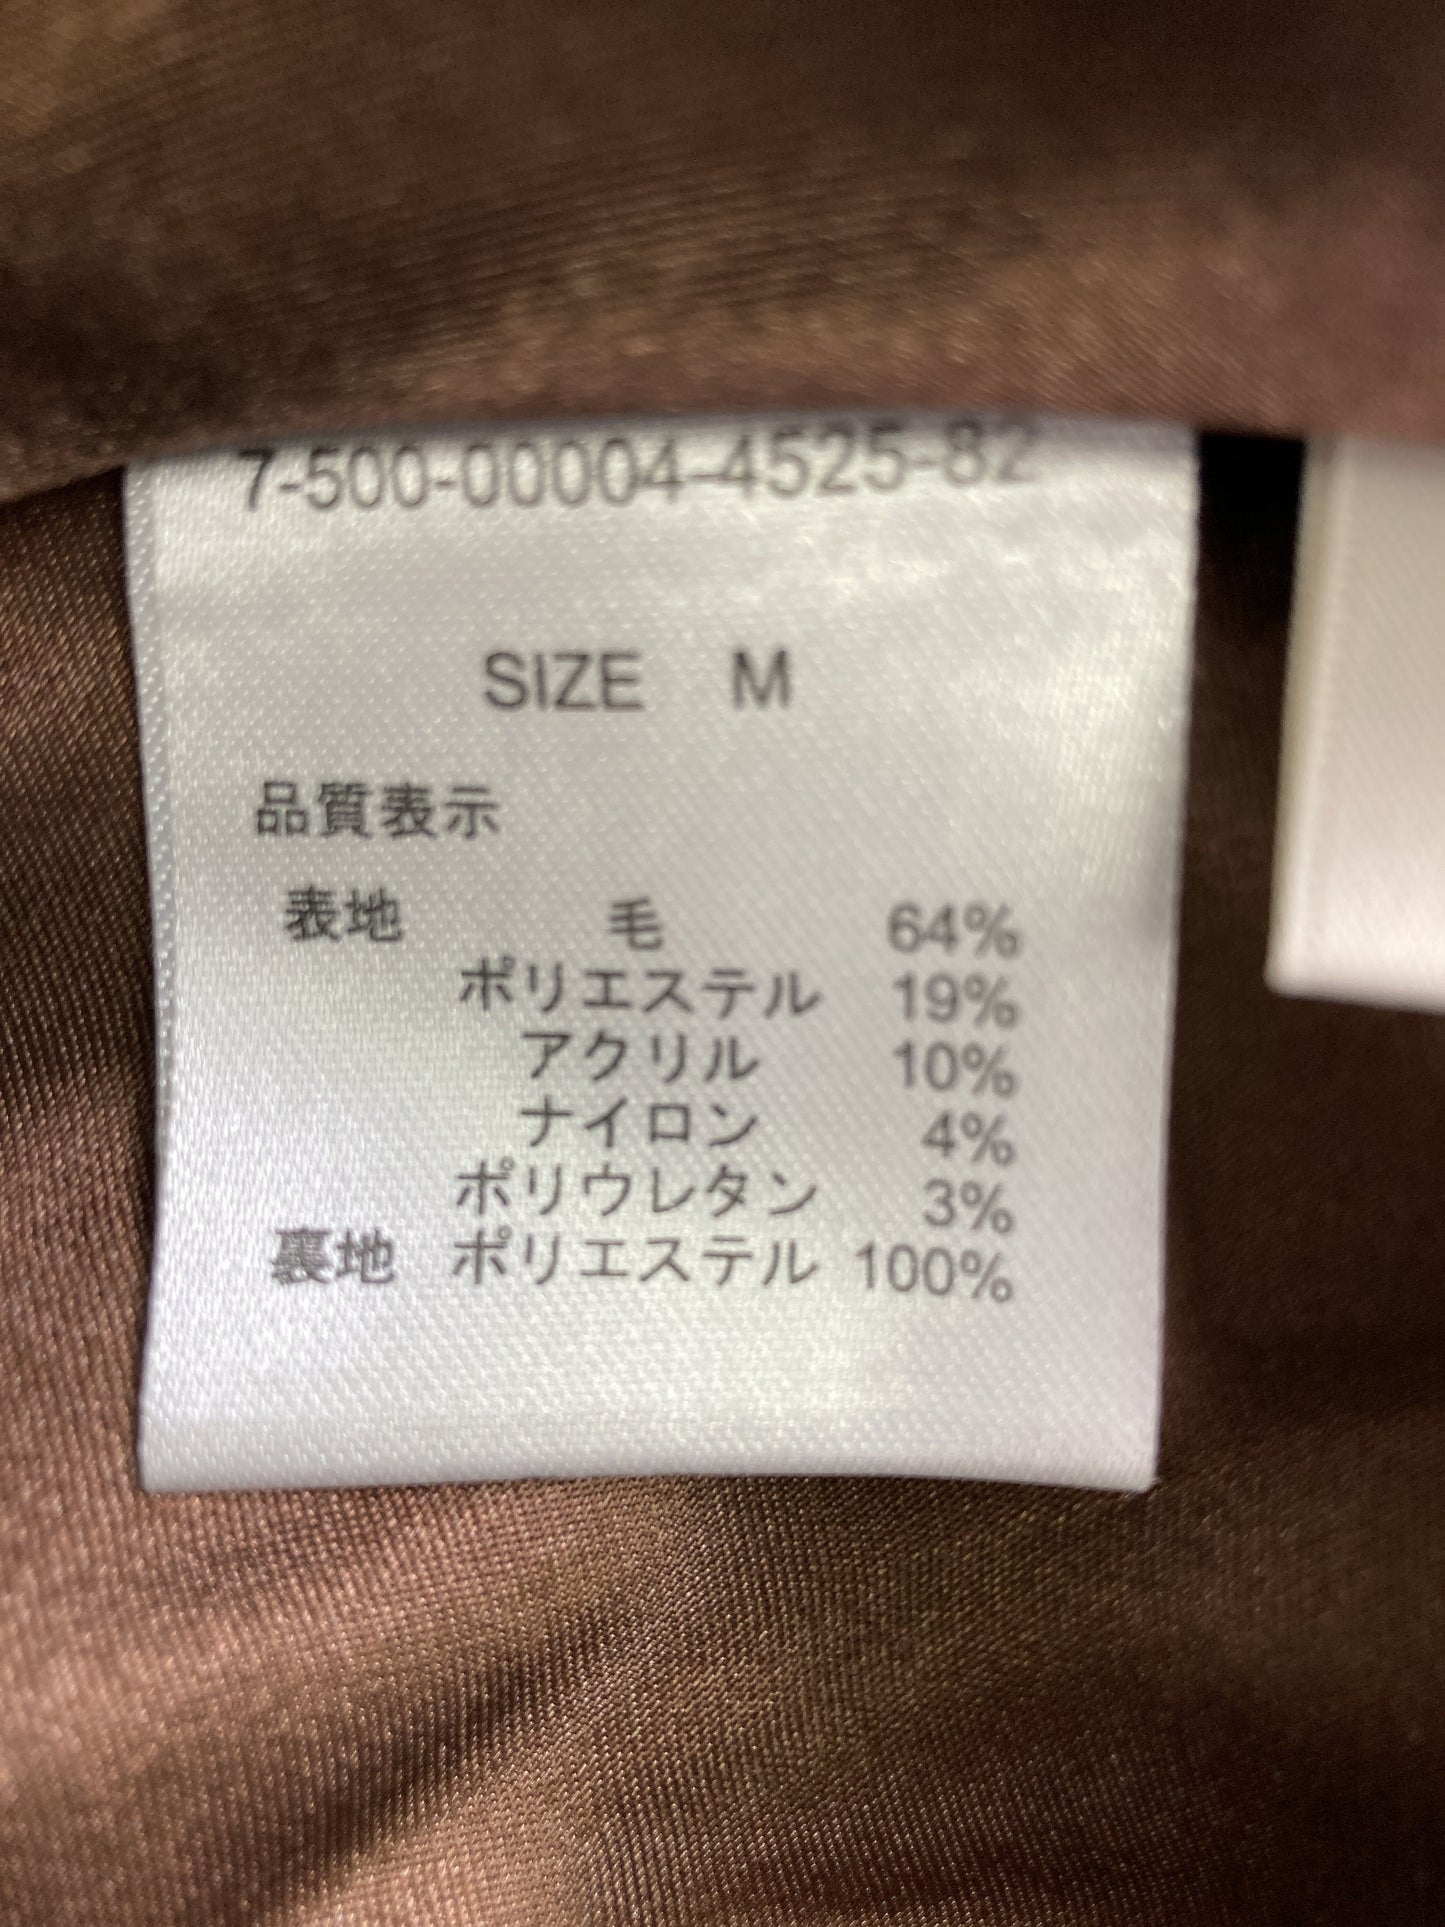 7-500-00004-4525-82
SIZE M
品質表示
表地 毛 64%
ポリエステル 19%
アクリル 10%
ナイロン 4%
ポリウレタン 3%
裏地 ポリエステル 100%